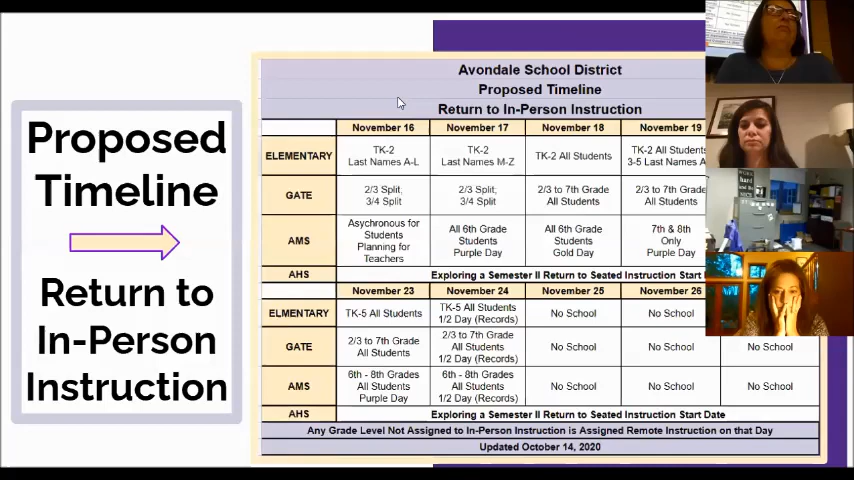 Proposed
Timeline
Return to
In-Person
Instruction
Avondale School District
Proposed Timeline
Return to In-Person Instruction
November 16 November 17 November 18 November 19
ELEMENTARY
TK-2
Last Names A-L
TK-2
Last Names M-Z
TK-2 All Students
TK-2 All Students
3-5 Last Names A
GATE
2/3 Split;
3/4 Split
2/3 Split;
3/4 Split
2/3 to 7th Grade
All Students
2/3 to 7th Grade
All Students
AMS
Asychronous for
Students
Planning for
Teachers
All 6th Grade
Students
Purple Day
All 6th Grade
Students
Gold Day
7th & 8th
Only
Purple Day
AHS Exploring a Semester II Return to Seated Instruction Start
November 23 November 24 November 25 November 26
ELEMENTARY
TK-5 All Students
TK-5 All Students
1/2 Day (Records)
No School
No School
GATE
2/3 to 7th Grade
All Students
2/3 to 7th Grade
All Students
1/2 Day (Records)
No School
No School
No School
AMS
6th - 8th Grades
All Students
Purple Day
6th - 8th Grades
All Students
1/2 Day (Records)
No School
No School
No School
AHS Exploring a Semester II Return to Seated Instruction Start Date
Any Grade Level Not Assigned to In-Person Instruction is Assigned Remote Instruction on that Day
Updated October 14, 2020